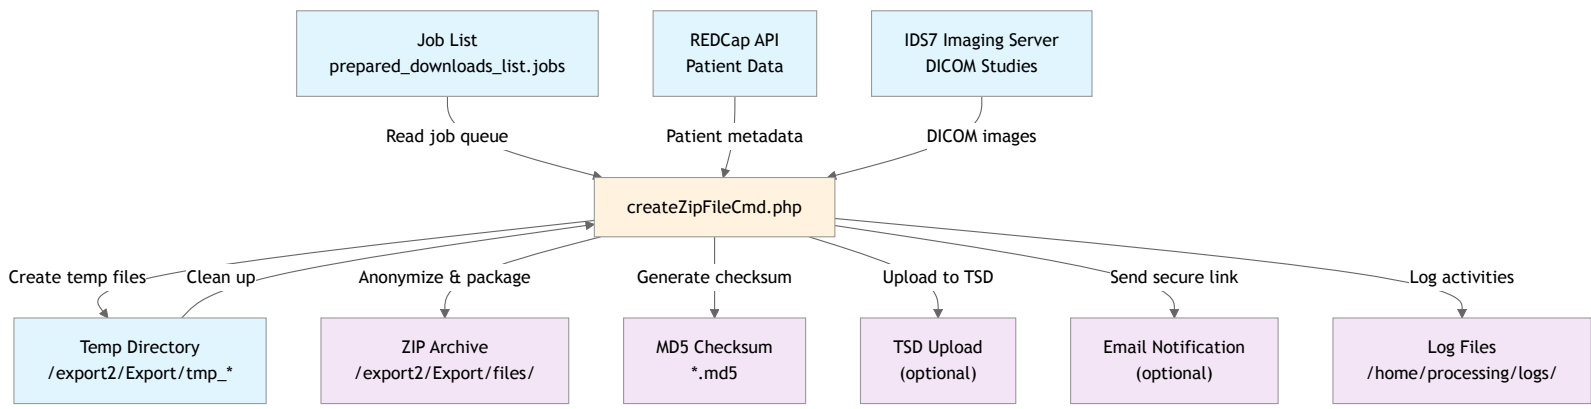 Job List
prepared_downloads_list.jobs
REDCap API
Patient Data
IDS7 Imaging Server
DICOM Studies
Read job queue
Patient metadata
DICOM images
createZipFileCmd.php
Create temp files
Clean up
Anonymize & package
Generate checksum
Upload to TSD
Send secure link
Log activities
Temp Directory
/export2/Export/tmp_*
ZIP Archive
/export2/Export/files/
MD5 Checksum
*.md5
TSD Upload
(optional)
Email Notification
(optional)
Log Files
/home/processing/logs/